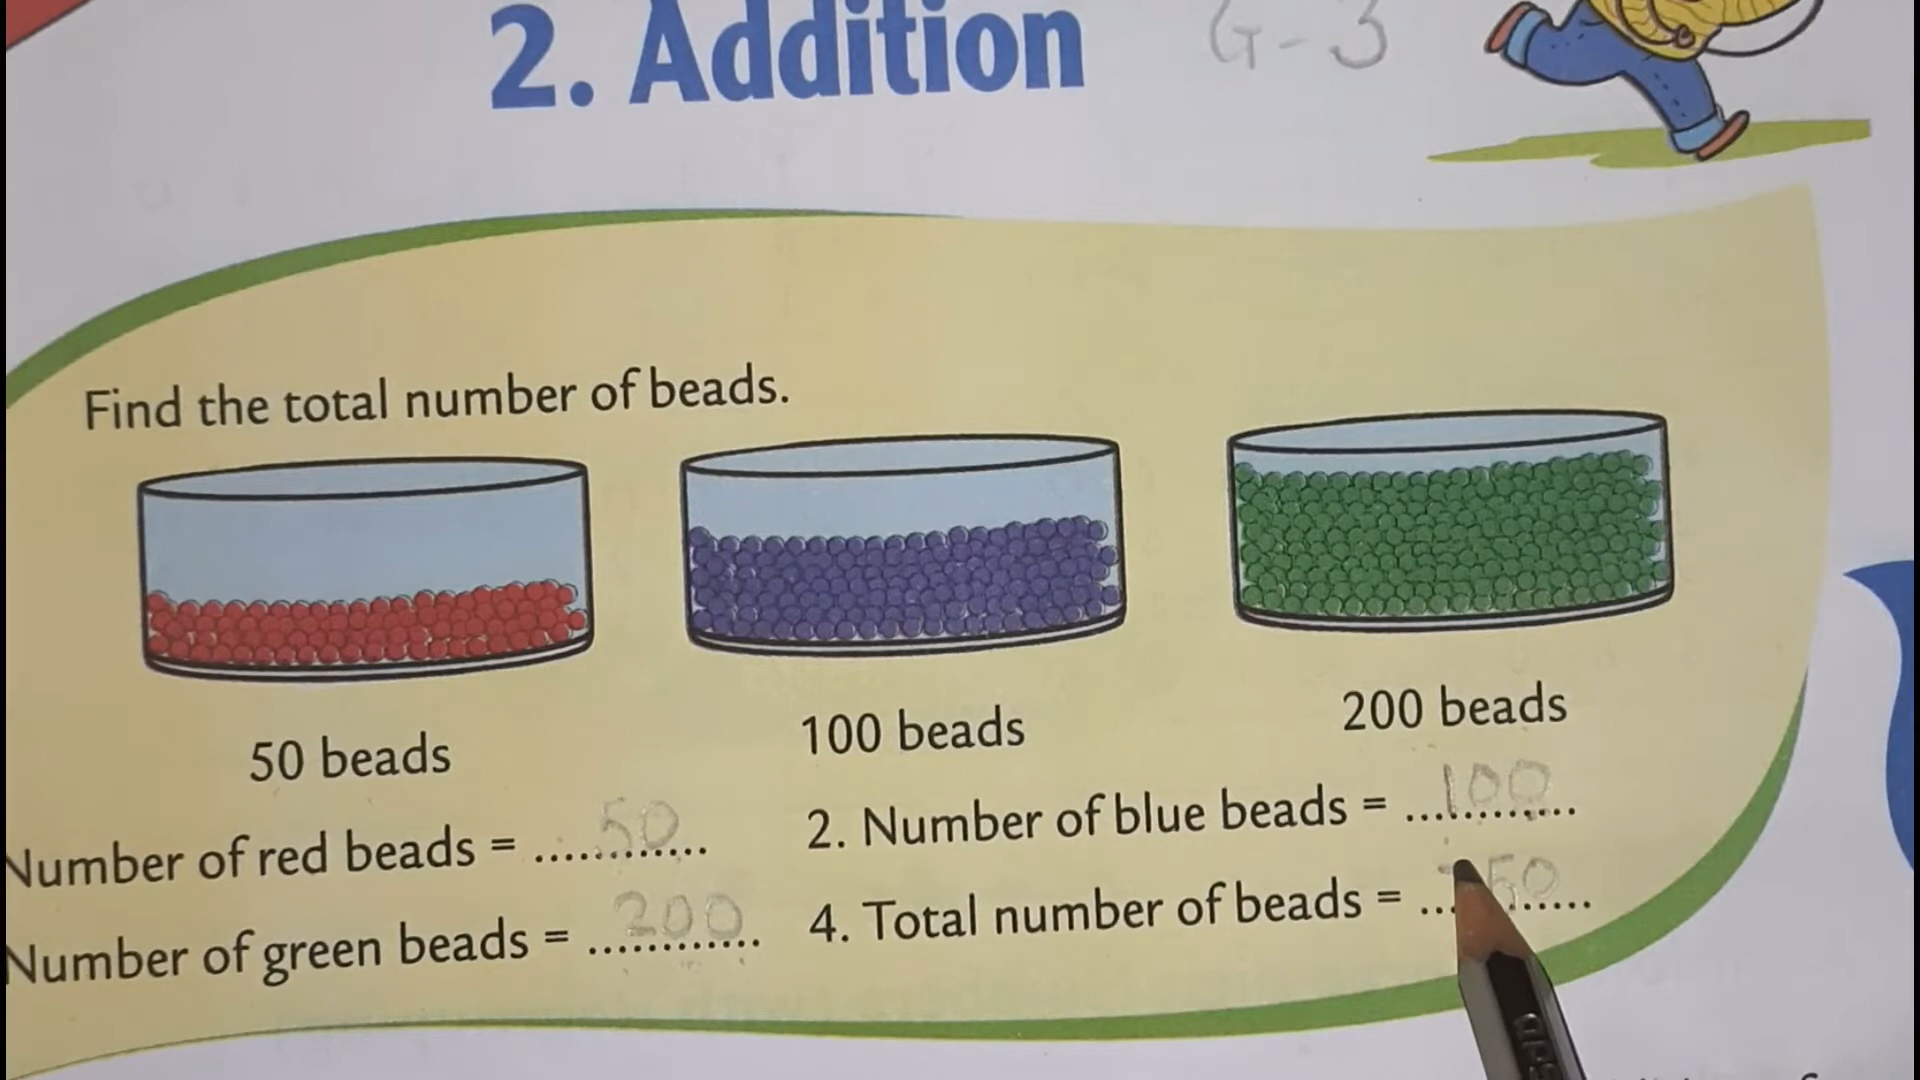 2. Addition G-3
Find the total number of beads.
50 beads
100 beads
200 beads
Number of red beads = 50
2. Number of blue beads = 100
Number of green beads = 200
4. Total number of beads =